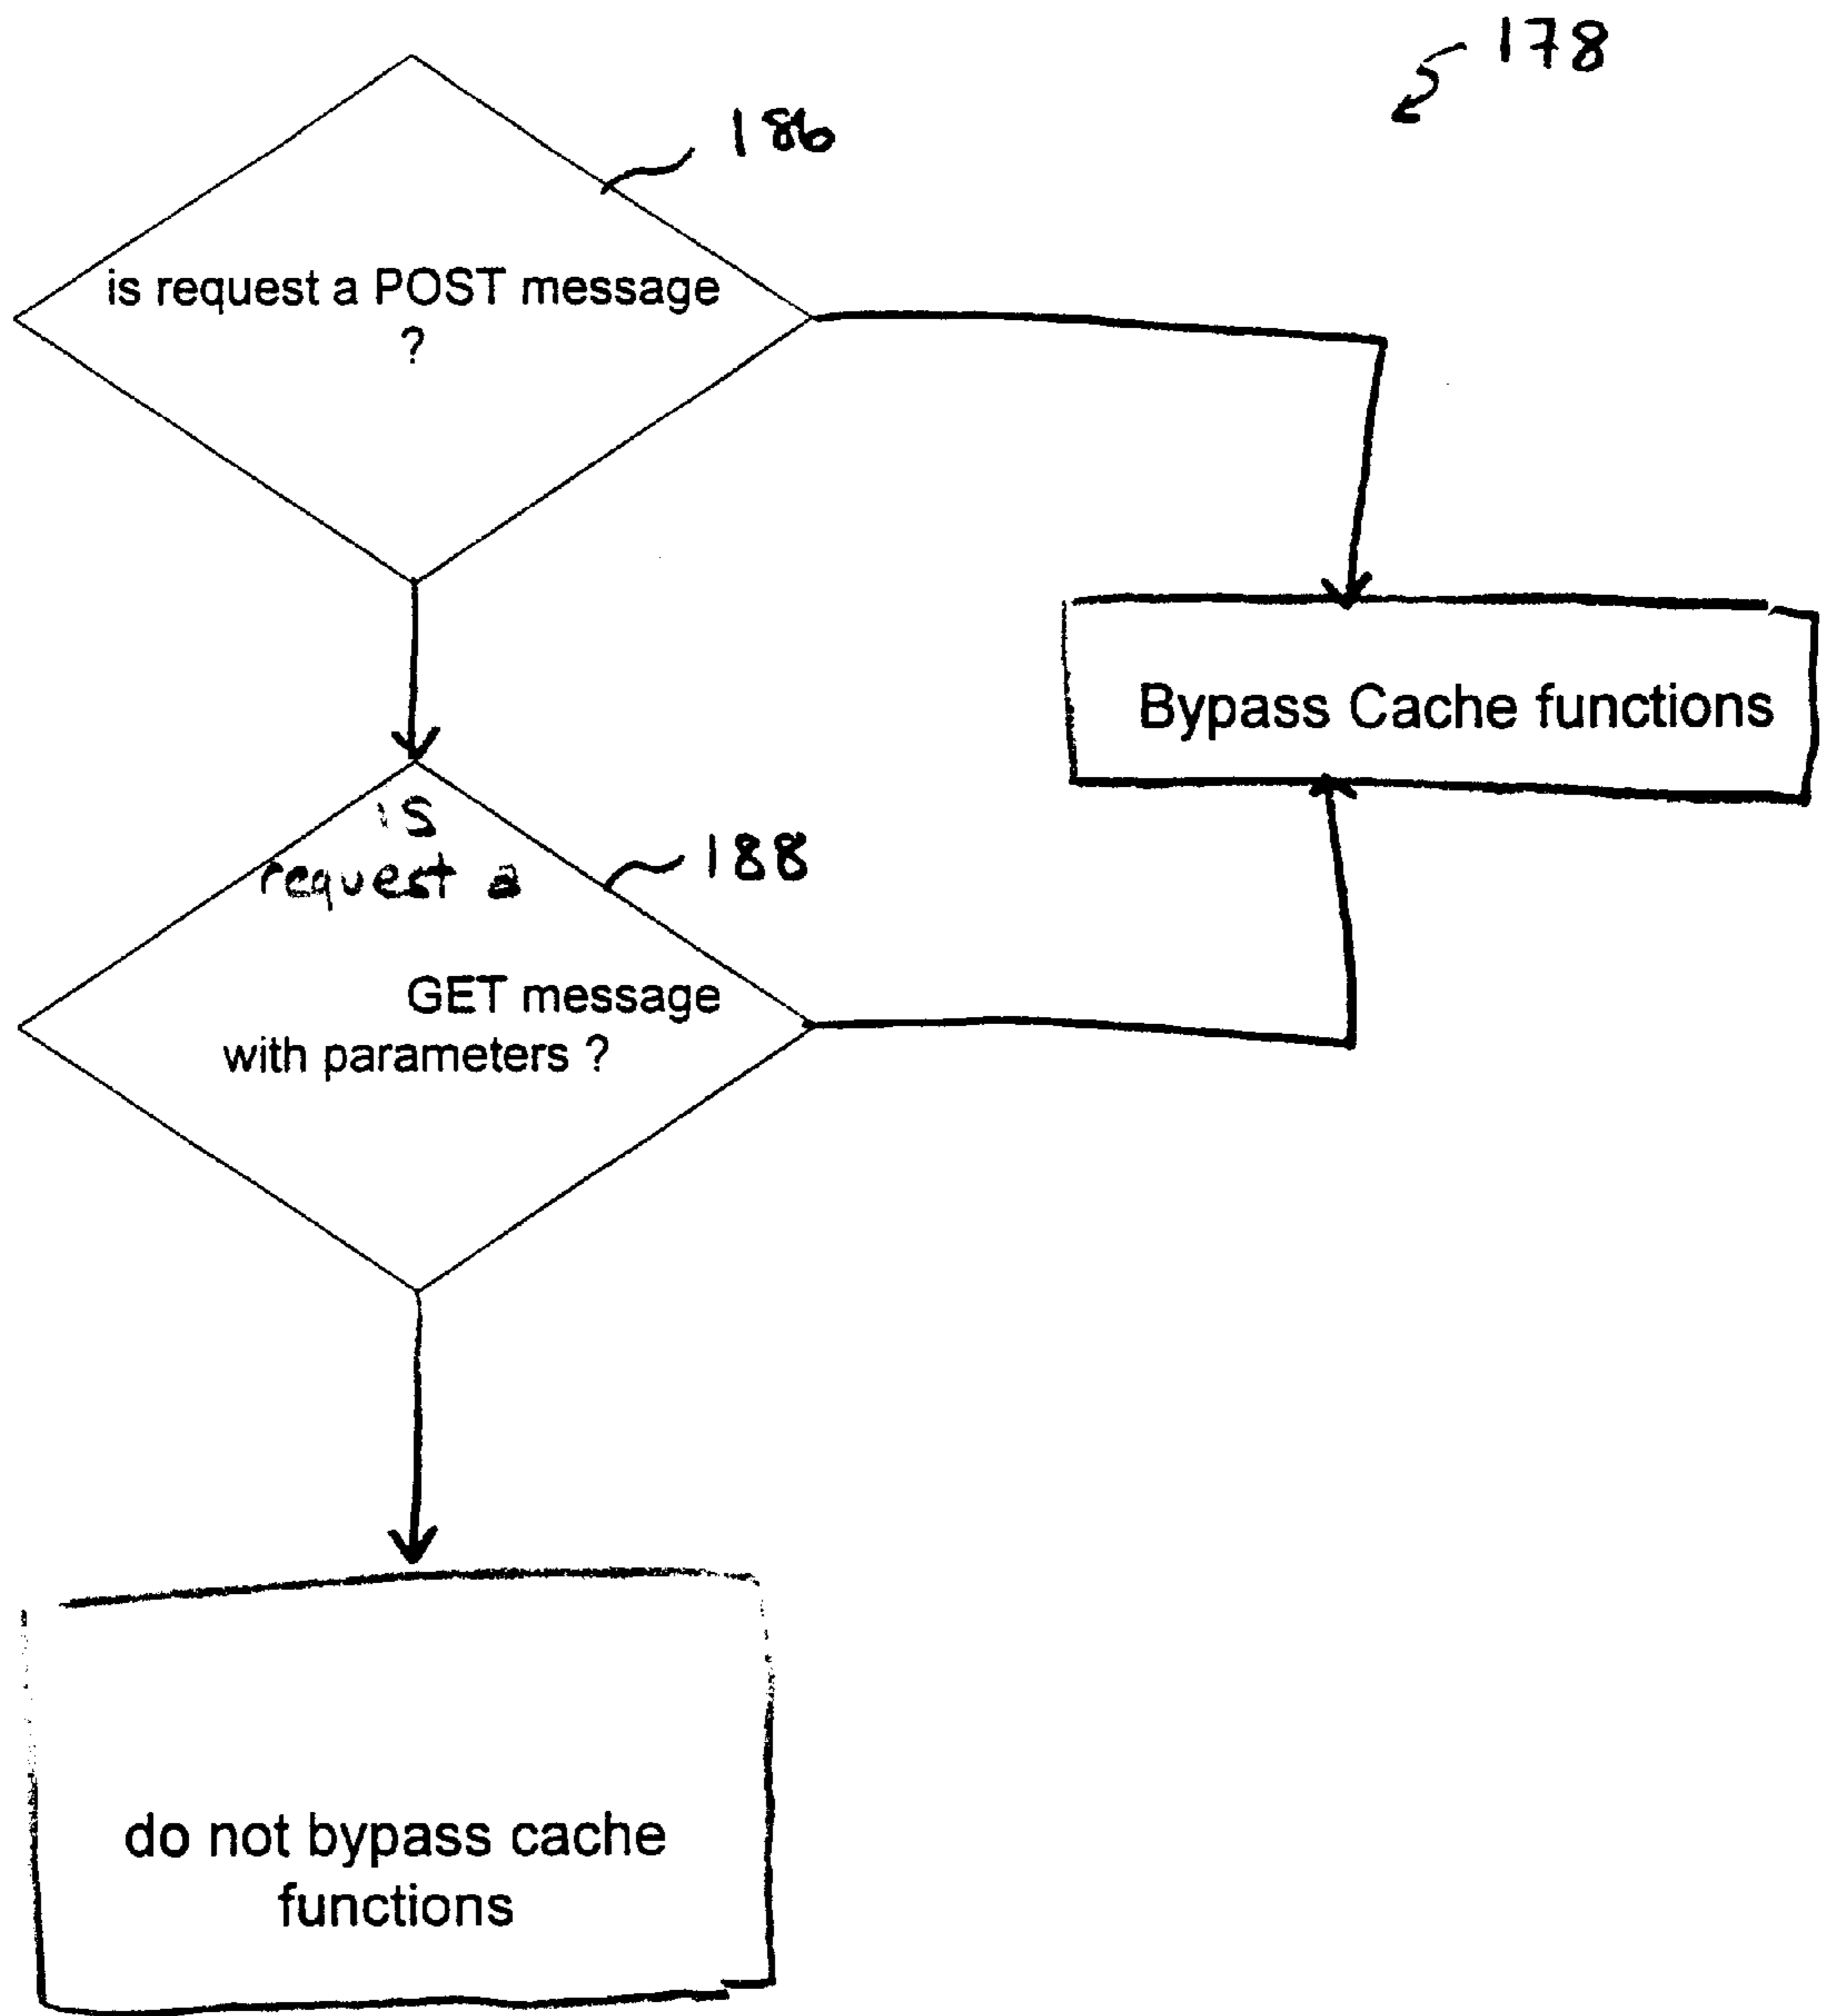 178
186
is request a POST message
?
Bypass Cache functions
is
request a
188
GET message
with parameters ?
do not bypass cache
functions